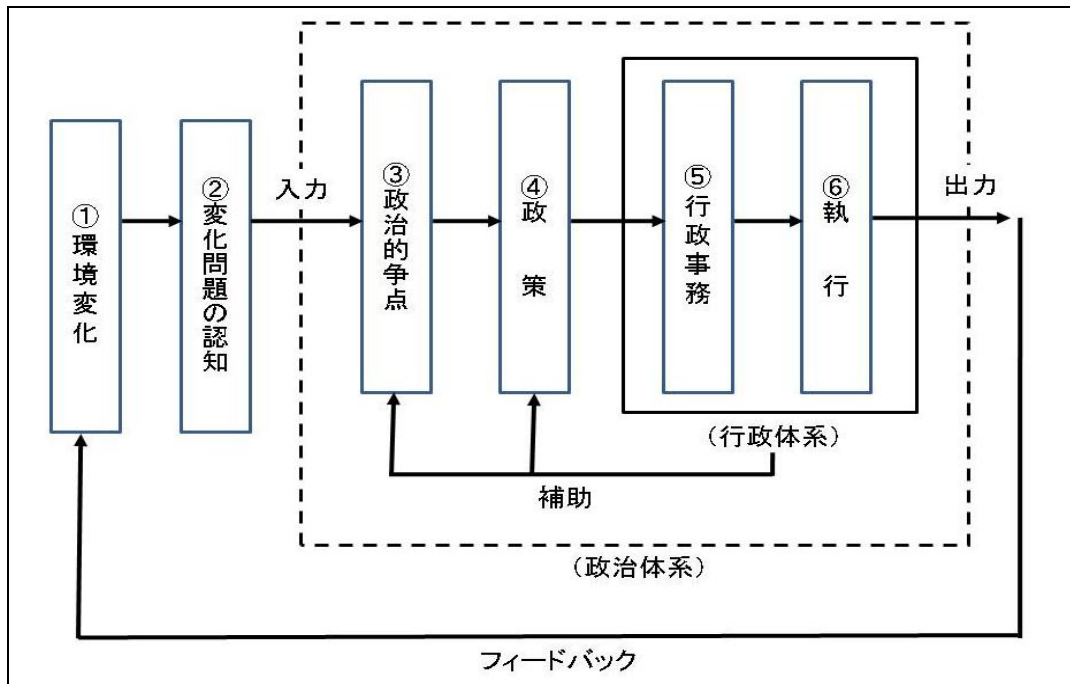 ①環境変化
②変化問題の認知
入力
③政治的争点
④政策
⑤行政事務
⑥執行
出力
(行政体系)
補助
(政治体系)
フィードバック